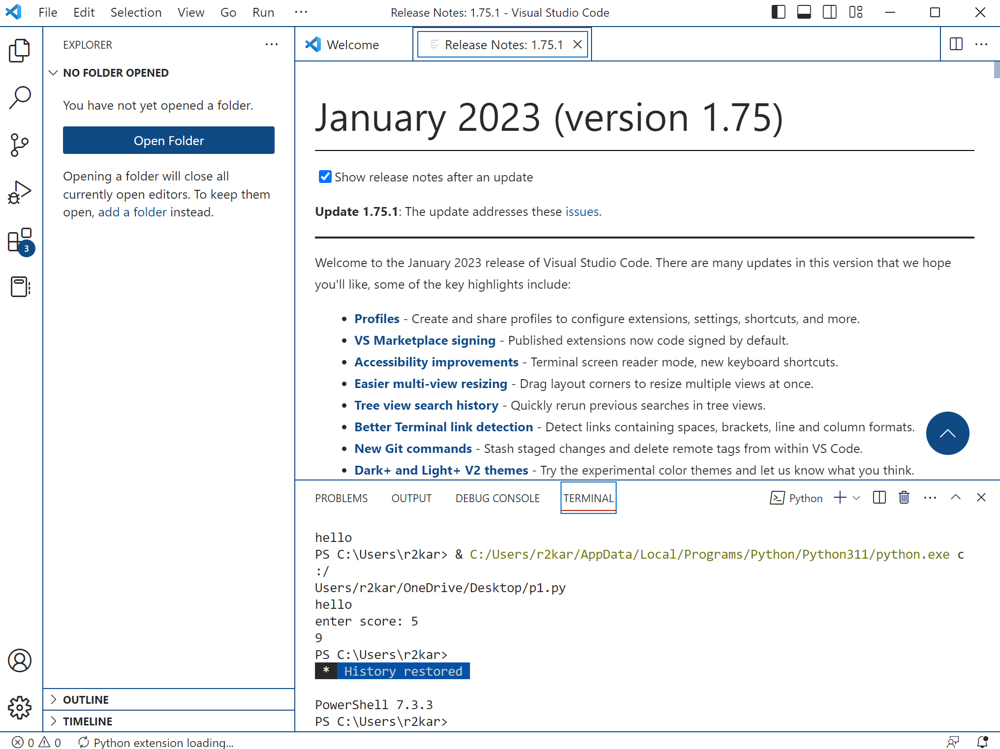 File Edit Selection View Go Run ···
Release Notes: 1.75.1 - Visual Studio Code
EXPLORER
NO FOLDER OPENED
You have not yet opened a folder.
Open Folder
Opening a folder will close all
currently open editors. To keep them
open, add a folder instead.
3
OUTLINE
TIMELINE
Welcome
Release Notes: 1.75.1
January 2023 (version 1.75)
Show release notes after an update
Update 1.75.1: The update addresses these issues.
Welcome to the January 2023 release of Visual Studio Code. There are many updates in this version that we hope
you'll like, some of the key highlights include:
• Profiles - Create and share profiles to configure extensions, settings, shortcuts, and more.
• VS Marketplace signing - Published extensions now code signed by default.
• Accessibility improvements - Terminal screen reader mode, new keyboard shortcuts.
• Easier multi-view resizing - Drag layout corners to resize multiple views at once.
• Tree view search history - Quickly rerun previous searches in tree views.
• Better Terminal link detection - Detect links containing spaces, brackets, line and column formats.
• New Git commands - Stash staged changes and delete remote tags from within VS Code.
• Dark+ and Light+ V2 themes - Try the experimental color themes and let us know what you think.
PROBLEMS OUTPUT DEBUG CONSOLE TERMINAL
Python
hello
PS C:\Users\r2kar> & C:/Users/r2kar/AppData/Local/Programs/Python/Python311/python.exe c
:/
Users/r2kar/OneDrive/Desktop/p1.py
hello
enter score: 5
9
PS C:\Users\r2kar>
* History restored
PowerShell 7.3.3
PS C:\Users\r2kar>
0 0 Python extension loading...